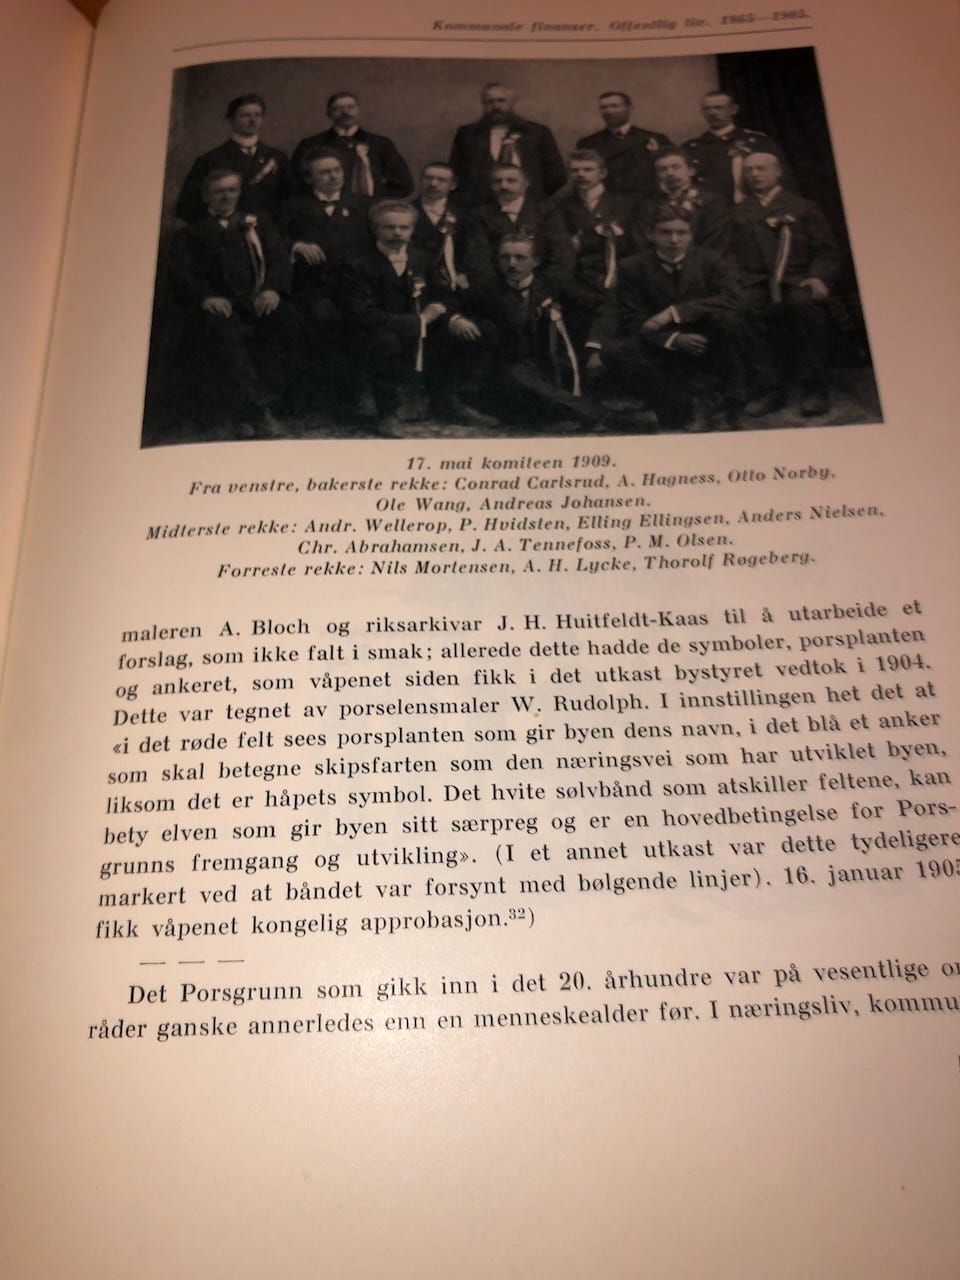 Kommunale finanser. Offentlig liv. 1865—1905.
17. mai komiteen 1909.
Fra venstre, bakerste rekke: Conrad Carlsrud, A. Hagness, Otto Norby,
Ole Wang, Andreas Johansen.
Midterste rekke: Andr. Wellerop, P. Hvidsten, Elling Ellingsen, Anders Nielsen,
Chr. Abrahamsen, J. A. Tennefoss, P. M. Olsen.
Forreste rekke: Nils Mortensen, A. H. Lycke, Thorolf Røgeberg.
maleren A. Bloch og riksarkivar J. H. Huitfeldt-Kaas til å utarbeide et
forslag, som ikke falt i smak; allerede dette hadde de symboler, porsplanten
og ankeret, som våpenet siden fikk i det utkast bystyret vedtok i 1904.
Dette var tegnet av porselensmaler W. Rudolph. I innstillingen het det at
«i det røde felt sees porsplanten som gir byen dens navn, i det blå et anker
som skal betegne skipsfarten som den næringsvei som har utviklet byen,
liksom det er håpets symbol. Det hvite sølvbånd som atskiller feltene, kan
bety elven som gir byen sitt særpreg og er en hovedbetingelse for Pors-
grunns fremgang og utvikling». (I et annet utkast var dette tydeligere
markert ved at båndet var forsynt med bølgende linjer). 16. januar 1905
fikk våpenet kongelig approbasjon.³²)
— — —
Det Porsgrunn som gikk inn i det 20. århundre var på vesentlige om
råder ganske annerledes enn en menneskealder før. I næringsliv, kommu